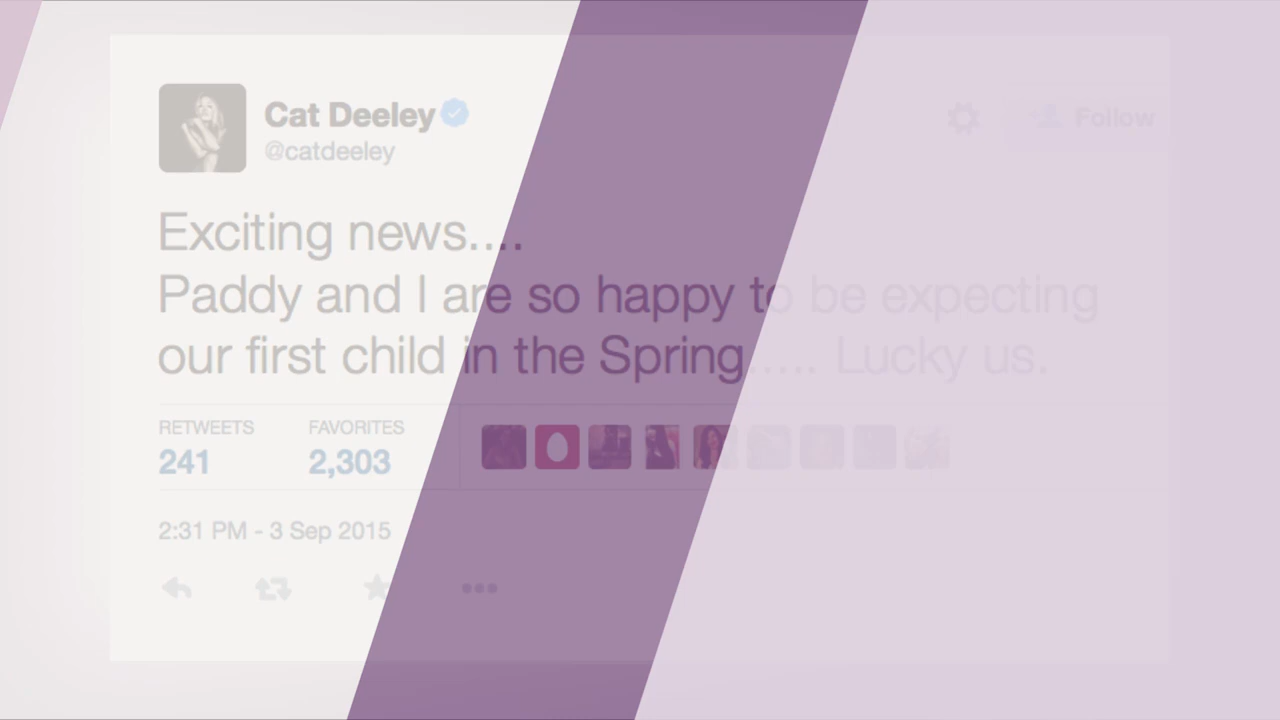 Cat Deeley
@catdeeley
Follow
Exciting news....
Paddy and I are so happy to be expecting
our first child in the Spring..... Lucky us.
RETWEETS FAVORITES
241 2,303
2:31 PM - 3 Sep 2015